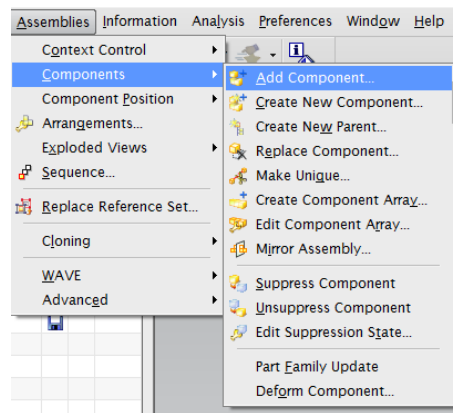 Assemblies Information Analysis Preferences Window Help
Context Control
Components
Component Position
Arrangements...
Exploded Views
Sequence...
Replace Reference Set...
Cloning
WAVE
Advanced
Add Component...
Create New Component...
Create New Parent...
Replace Component...
Make Unique...
Create Component Array...
Edit Component Array...
Mirror Assembly...
Suppress Component
Unsuppress Component
Edit Suppression State...
Part Family Update
Deform Component...